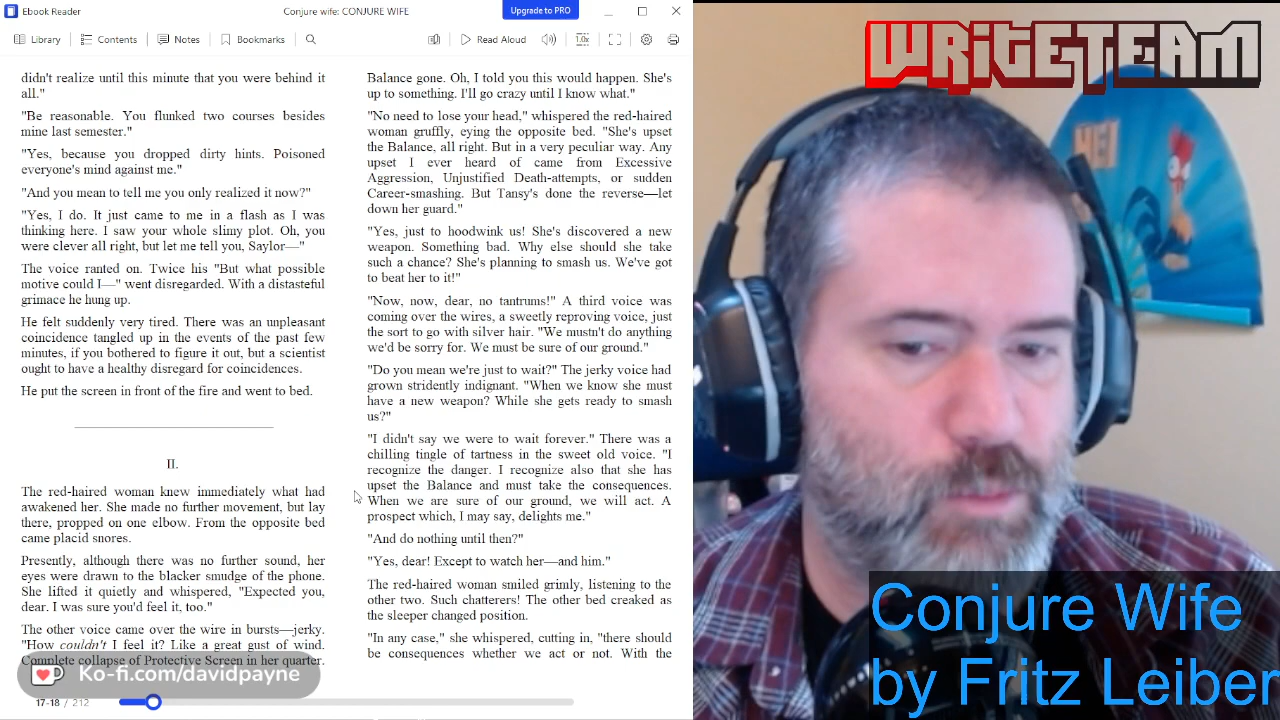 Ebook Reader
Conjure wife: CONJURE WIFE
Upgrade to PRO
Library
Contents
Notes
Bookmarks
1.0x
Read Aloud
didn't realize until this minute that you were behind it
all."
"Be reasonable. You flunked two courses besides
mine last semester."
"Yes, because you dropped dirty hints. Poisoned
everyone's mind against me."
"And you mean to tell me you only realized it now?"
"Yes, I do. It just came to me in a flash as I was
thinking here. I saw your whole slimy plot. Oh, you
were clever all right, but let me tell you, Saylor—"
The voice ranted on. Twice his "But what possible
motive could I—" went disregarded. With a distasteful
grimace he hung up.
He felt suddenly very tired. There was an unpleasant
coincidence tangled up in the events of the past few
minutes, if you bothered to figure it out, but a scientist
ought to have a healthy disregard for coincidences.
He put the screen in front of the fire and went to bed.
II.
The red-haired woman knew immediately what had
awakened her. She made no further movement, but lay
there, propped on one elbow. From the opposite bed
came placid snores.
Presently, although there was no further sound, her
eyes were drawn to the blacker smudge of the phone.
She lifted it quietly and whispered, "Expected you,
dear. I was sure you'd feel it, too."
The other voice came over the wire in bursts—jerky.
"How couldn't I feel it? Like a great gust of wind.
Complete collapse of Protective Screen in her quarter.
Balance gone. Oh, I told you this would happen. She's
up to something. I'll go crazy until I know what."
"No need to lose your head," whispered the red-haired
woman gruffly, eying the opposite bed. "She's upset
the Balance, all right. But in a very peculiar way. Any
upset I ever heard of came from Excessive
Aggression, Unjustified Death-attempts, or sudden
Career-smashing. But Tansy's done the reverse—let
down her guard."
"Yes, just to hoodwink us! She's discovered a new
weapon. Something bad. Why else should she take
such a chance? She's planning to smash us. We've got
to beat her to it!"
"Now, now, dear, no tantrums!" A third voice was
coming over the wires, a sweetly reproving voice, just
the sort to go with silver hair. "We mustn't do anything
we'd be sorry for. We must be sure of our ground."
"Do you mean we're just to wait?" The jerky voice had
grown stridently indignant. "When we know she must
have a new weapon? While she gets ready to smash
us?"
"I didn't say we were to wait forever." There was a
chilling tingle of tartness in the sweet old voice. "I
recognize the danger. I recognize also that she has
upset the Balance and must take the consequences.
When we are sure of our ground, we will act. A
prospect which, I may say, delights me."
"And do nothing until then?"
"Yes, dear! Except to watch her—and him."
The red-haired woman smiled grimly, listening to the
other two. Such chatterers! The other bed creaked as
the sleeper changed position.
"In any case," she whispered, cutting in, "there should
be consequences whether we act or not. With the
Ko-fi.com/davidpayne
17-18 / 212
WRITETEAM
HEI
Conjure Wife
by Fritz Leiber